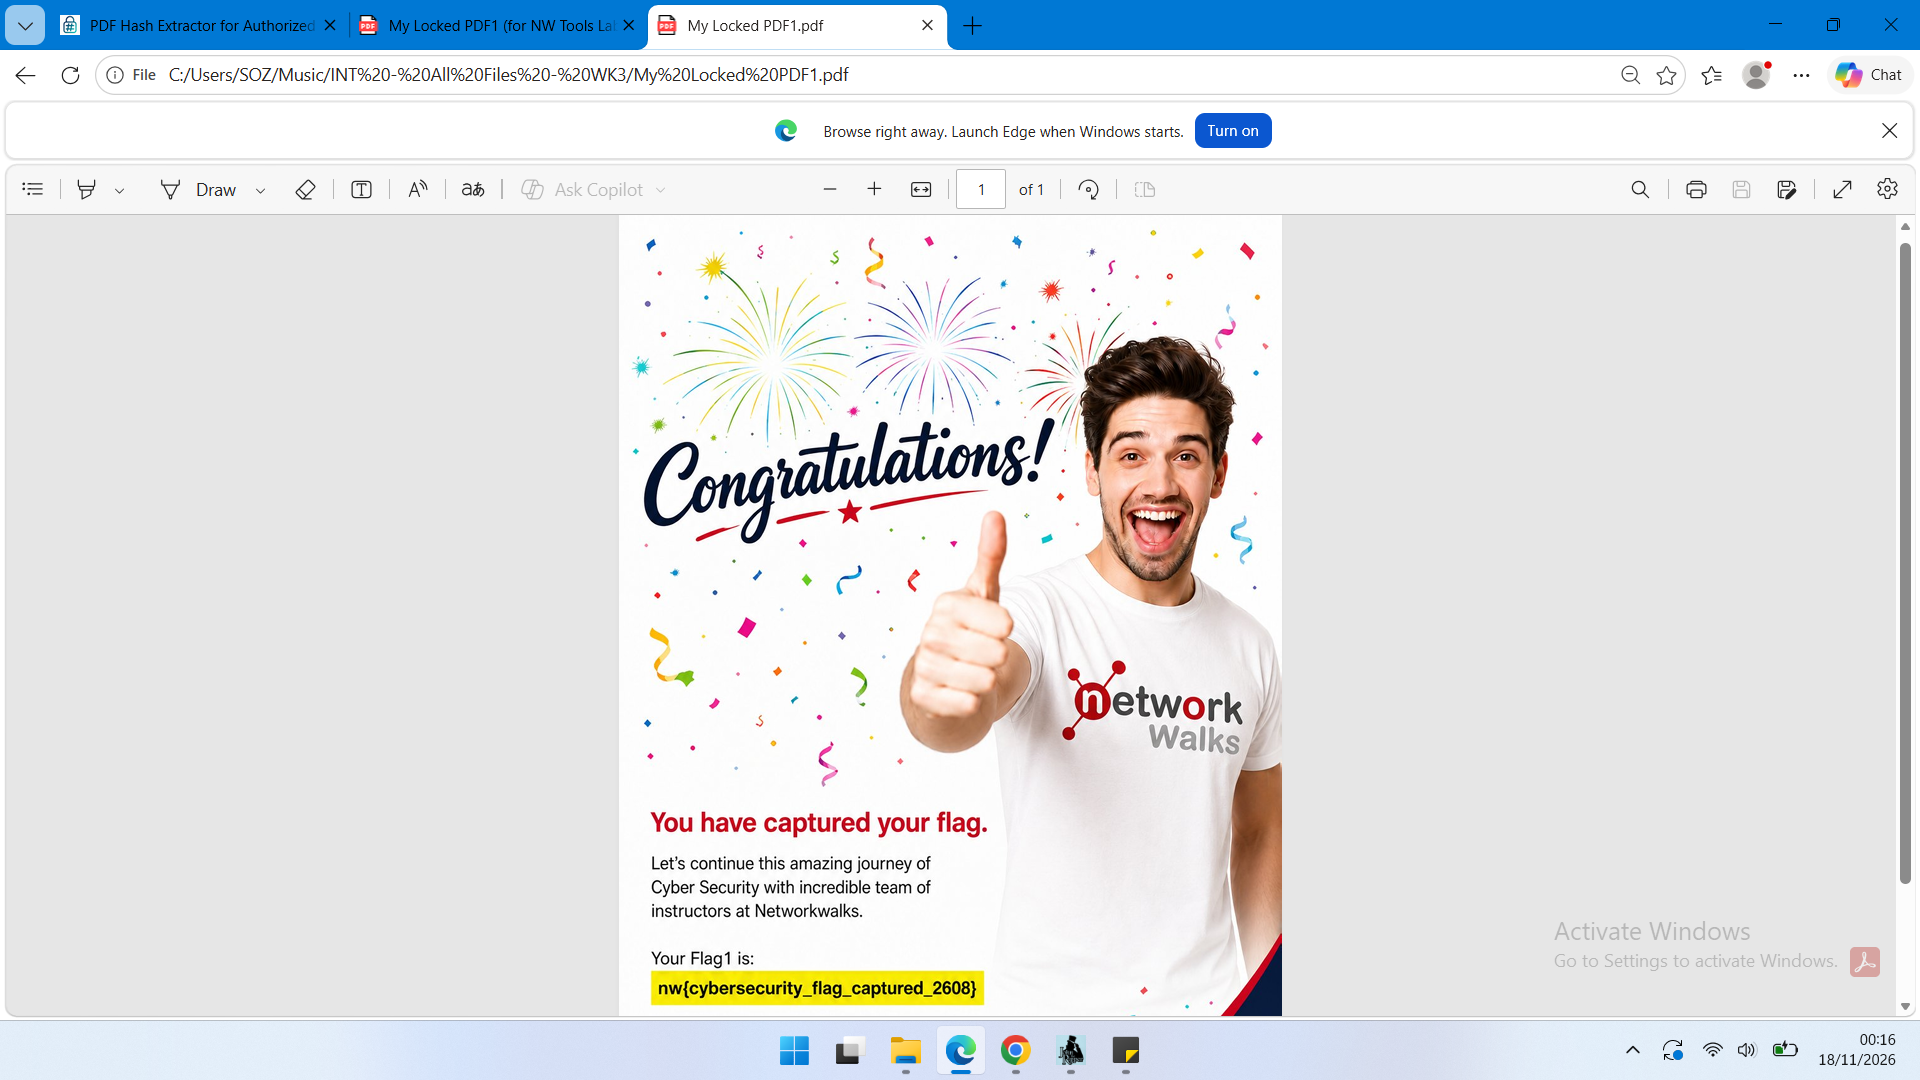 PDF Hash Extractor for Authorized
My Locked PDF1 (for NW Tools Lab
My Locked PDF1.pdf
File
C:/Users/SOZ/Music/INT%20-%20All%20Files%20-%20WK3/My%20Locked%20PDF1.pdf
Chat
Browse right away. Launch Edge when Windows starts.
Turn on
Draw
Ask Copilot
1
of 1
Congratulations!
network
Walks
You have captured your flag.
Let's continue this amazing journey of
Cyber Security with incredible team of
instructors at Networkwalks.
Your Flag1 is:
nw{cybersecurity_flag_captured_2608}
Activate Windows
Go to Settings to activate Windows.
00:16
18/11/2026